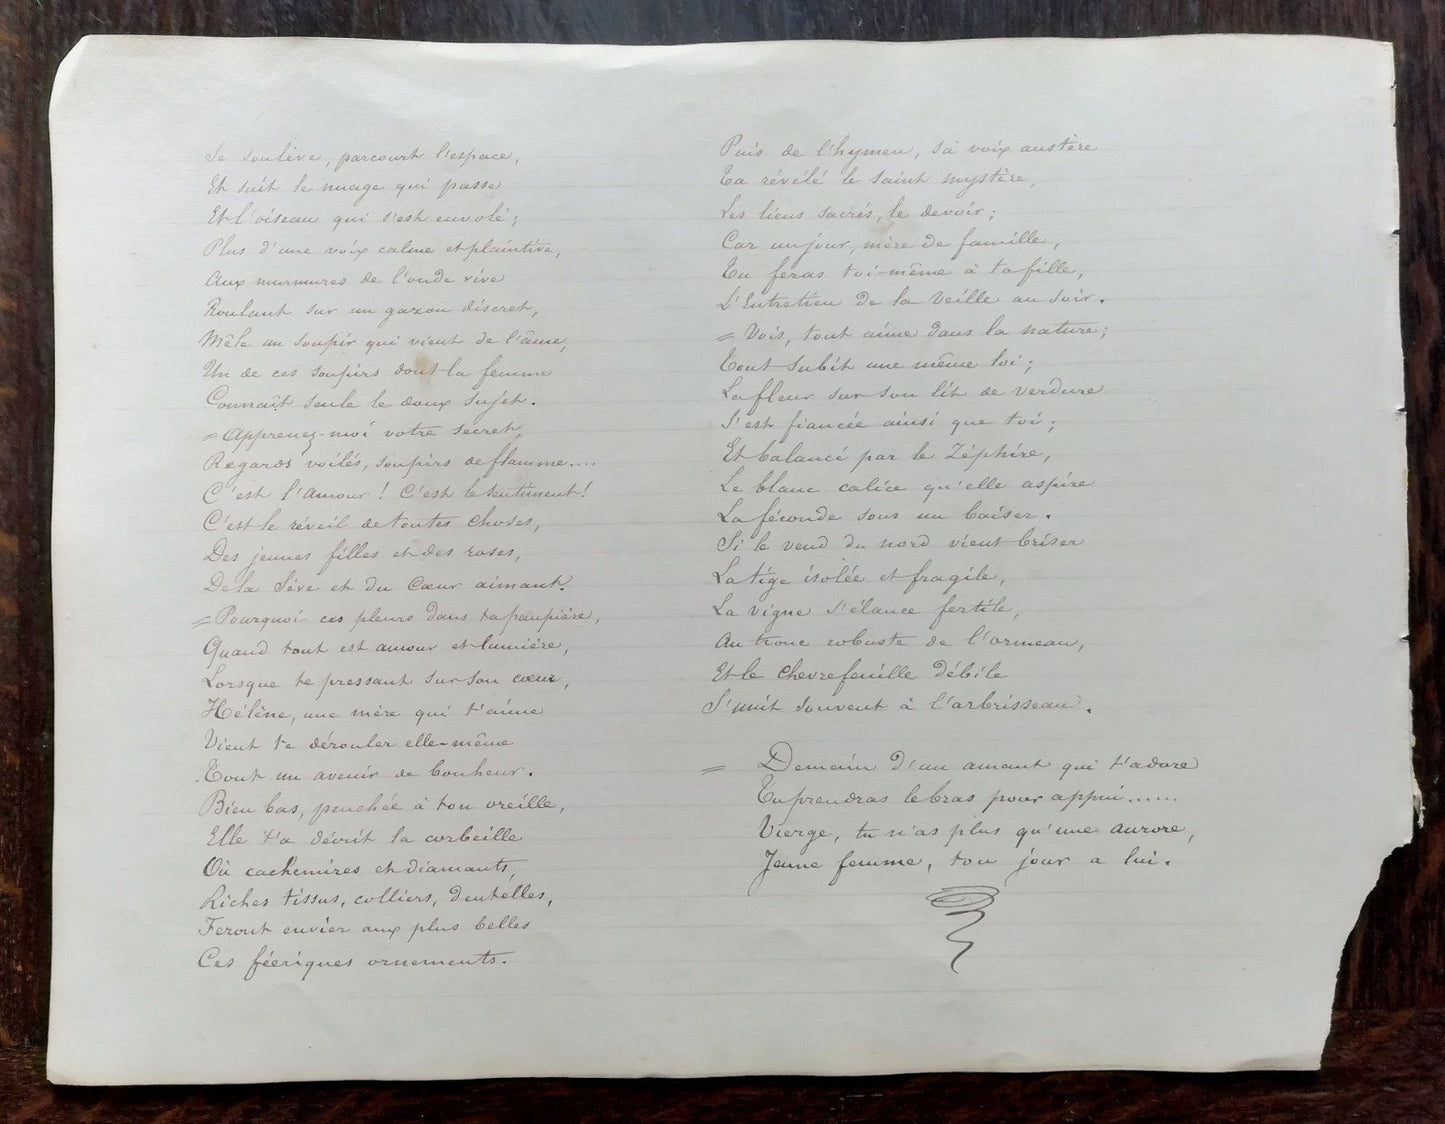 Se soulève, parcourt l'espace,
Et suit le nuage qui passe
Et l'oiseau qui s'est envolé;
Plus d'une voix calme et plaintive,
Aux murmures de l'onde vive
Roulant sur un gazon discret,
Mêle un soupir qui vient de l'âme,
Un de ces soupirs dont la femme
Connaît seule le doux sujet.
= Apprenez-moi votre secret,
Regards voilés, soupirs de flamme....
C'est l'Amour! C'est le sentiment!
C'est le réveil de toutes choses,
Des jeunes filles et des roses,
De la Sève et du Cœur aimant.
= Pourquoi ces pleurs dans ta paupière,
Quand tout est amour et lumière,
Lorsque te pressant sur son cœur,
Hélène, une mère qui t'aime
Vient te dérouler elle-même
Tout un avenir de bonheur.
Bien bas, penchée à ton oreille,
Elle t'a décrit la corbeille
Où cachemires et diamants,
Riches tissus, colliers, dentelles,
Feront envier aux plus belles
Ces féeriques ornements.
Puis de l'hymen, sa voix austère
T'a révélé le saint mystère,
Les liens sacrés, le devoir;
Car un jour, mère de famille,
Tu feras toi-même à ta fille,
L'Entretien de la Veille au soir.
= Vois, tout aime dans la nature;
Tout subit une même loi;
La fleur sur son lit de verdure
S'est fiancée ainsi que toi;
Et balancé par le Zéphire,
Le blanc calice qu'elle aspire
La féconde sous un baiser.
Si le vend du nord vient briser
La tige isolée et fragile,
La vigne s'élance fertile,
Au tronc robuste de l'ormeau,
Et le chevrefeuille débile
S'unit souvent à l'arbrisseau.
= Demain d'un amant qui t'adore
Tu prendras le bras pour appui......
Vierge, tu n'as plus qu'une aurore,
Jeune femme, ton jour a lui.